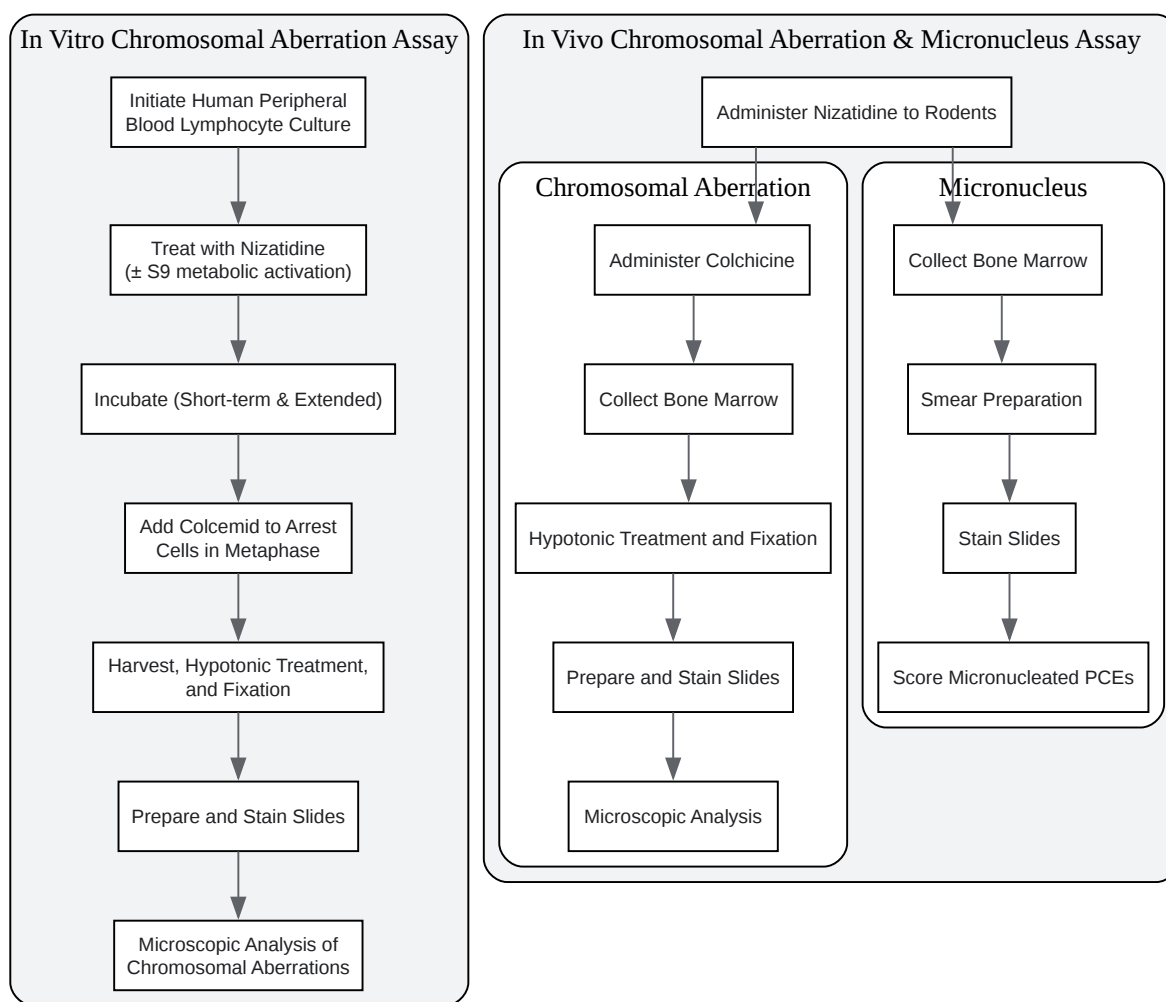 In Vitro Chromosomal Aberration Assay
Initiate Human Peripheral
Blood Lymphocyte Culture
Treat with Nizatidine
(± S9 metabolic activation)
Incubate (Short-term & Extended)
Add Colcemid to Arrest
Cells in Metaphase
Harvest, Hypotonic Treatment,
and Fixation
Prepare and Stain Slides
Microscopic Analysis of
Chromosomal Aberrations
In Vivo Chromosomal Aberration & Micronucleus Assay
Administer Nizatidine to Rodents
Chromosomal Aberration
Administer Colchicine
Collect Bone Marrow
Hypotonic Treatment and Fixation
Prepare and Stain Slides
Microscopic Analysis
Micronucleus
Collect Bone Marrow
Smear Preparation
Stain Slides
Score Micronucleated PCEs